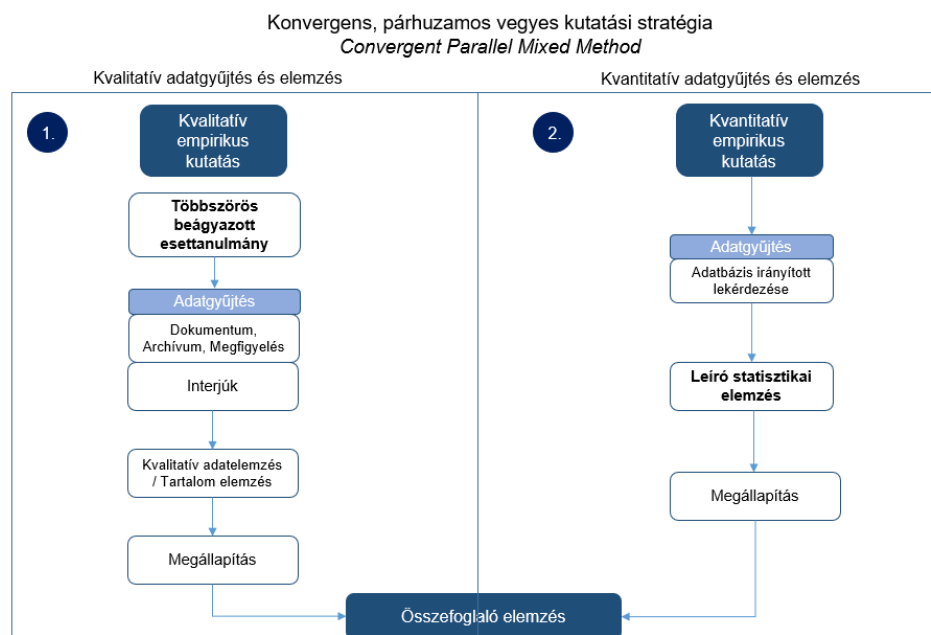 Konvergens, párhuzamos vegyes kutatási stratégia
Convergent Parallel Mixed Method
Kvalitatív adatgyűjtés és elemzés
1.
Kvalitatív
empirikus
kutatás
Többszörös
beágyazott
esettanulmány
Adatgyűjtés
Dokumentum,
Archívum, Megfigyelés
Interjúk
Kvalitatív adatelemzés
/ Tartalom elemzés
Megállapítás
Kvantitatív adatgyűjtés és elemzés
2.
Kvantitatív
empirikus
kutatás
Adatgyűjtés
Adatbázis irányított
lekérdezése
Leíró statisztikai
elemzés
Megállapítás
Összefoglaló elemzés